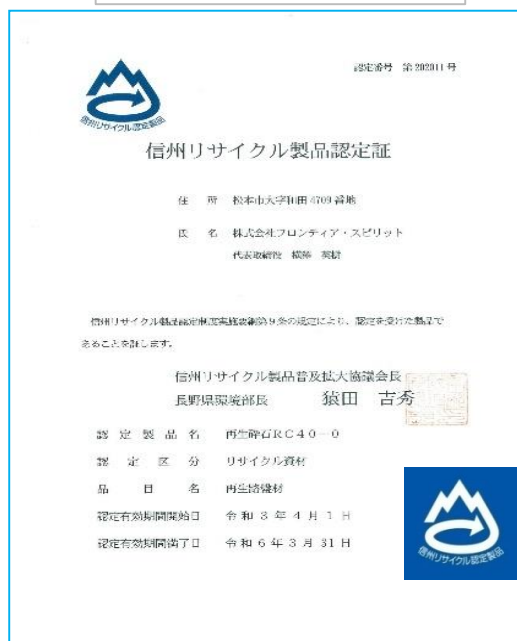 認定番号 第202011号
信州リサイクル認定製品
信州リサイクル製品認定証
住 所 松本市大字和田4709番地
氏 名 株式会社フロンティア・スピリット
代表取締役
信州リサイクル製品認定制度実施要綱第9条の規定により、認定を受けた製品で
あることを証します。
信州リサイクル製品普及拡大協議会長
長野県環境部長 猿田 吉秀
認定製品名 再生砕石RC40-0
認定区分 リサイクル資材
品目名 再生路盤材
認定有効期間開始日 令和3年4月1日
認定有効期間満了日 令和6年3月31日
信州リサイクル認定製品